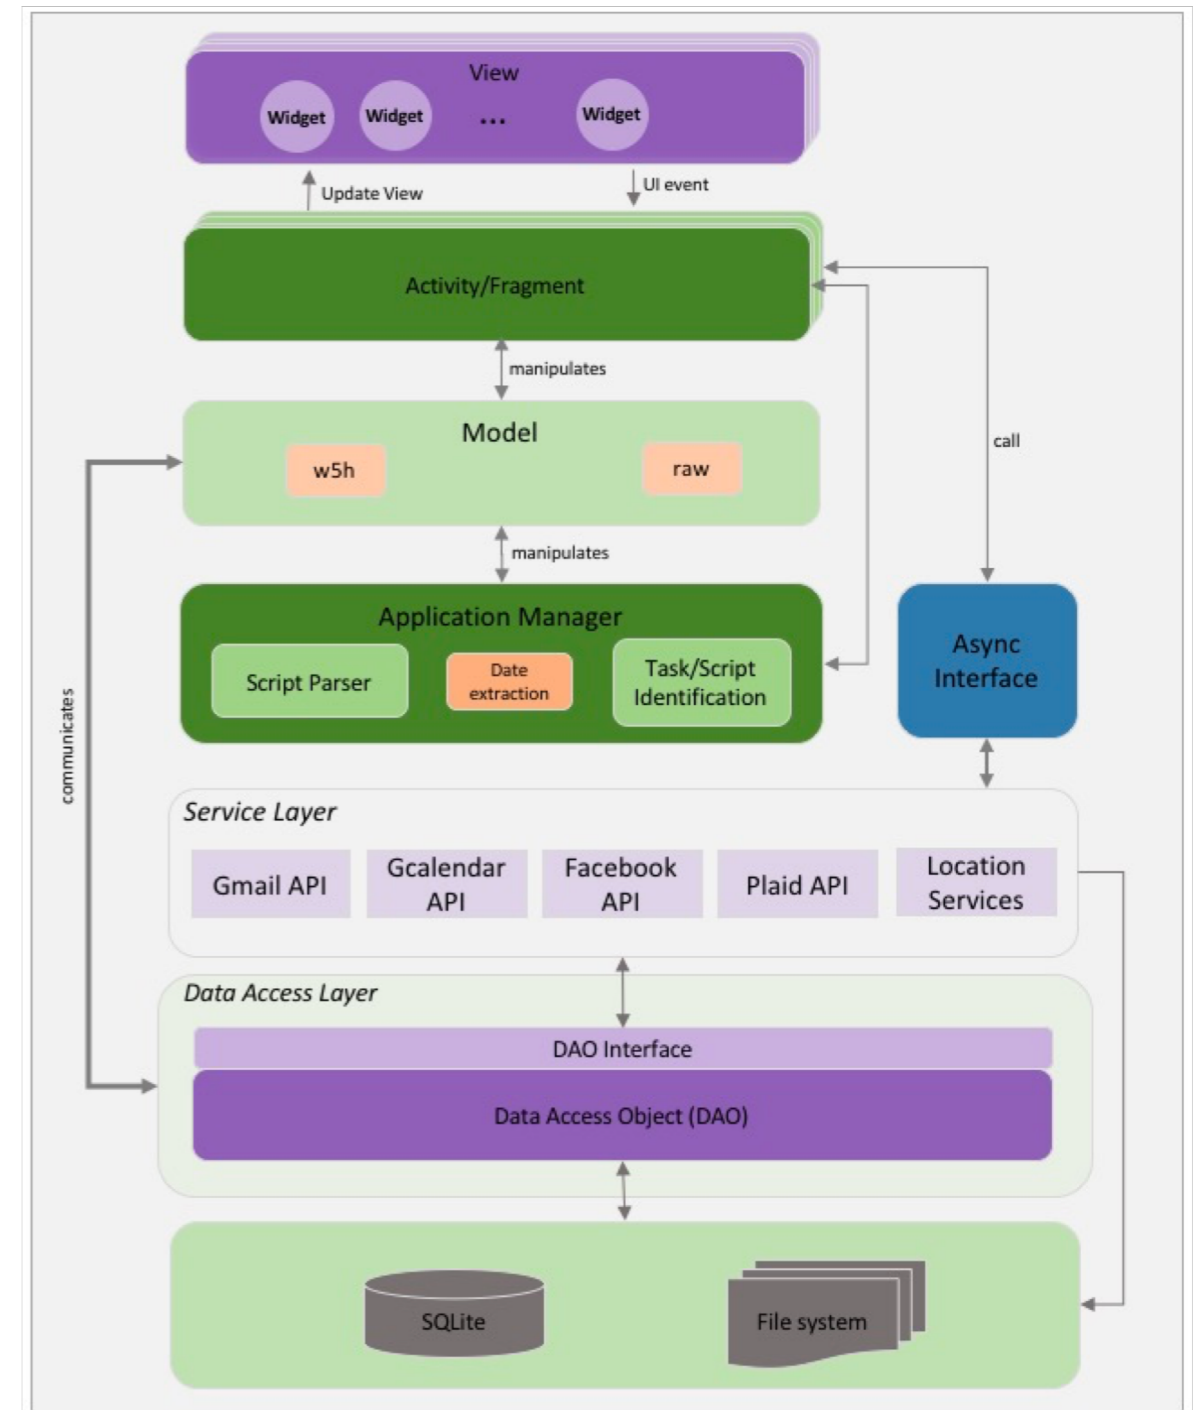 View
Widget
Widget
...
Widget
Update View
UI event
Activity/Fragment
manipulates
Model
w5h
raw
call
manipulates
Application Manager
Script Parser
Date
extraction
Task/Script
Identification
Async
Interface
communicates
Service Layer
Gmail API
Gcalendar
API
Facebook
API
Plaid API
Location
Services
Data Access Layer
DAO Interface
Data Access Object (DAO)
SQLite
File system